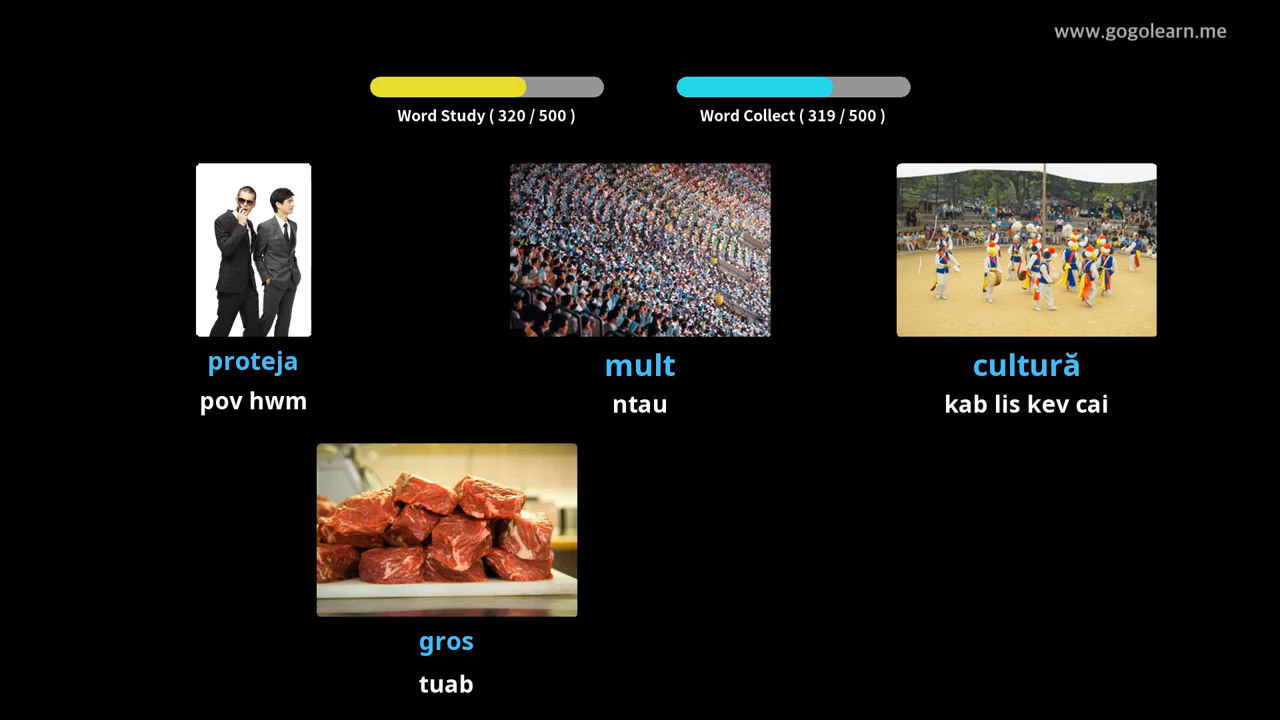 www.gogolearn.me
Word Study ( 320 / 500 )
Word Collect ( 319 / 500 )
proteja
pov hwm
mult
ntau
cultură
kab lis kev cai
gros
tuab